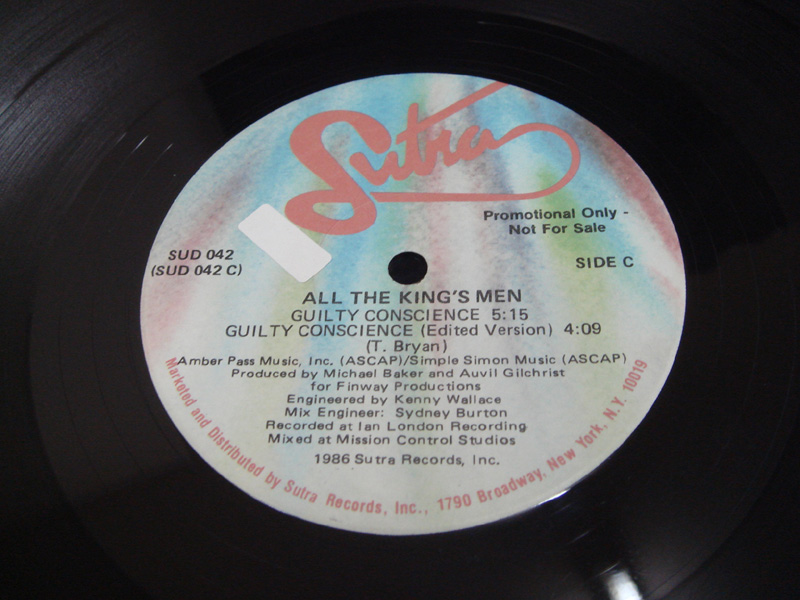 Sutra
Promotional Only -
Not For Sale
SUD 042
(SUD 042 C)
SIDE C
ALL THE KING'S MEN
GUILTY CONSCIENCE 5:15
GUILTY CONSCIENCE (Edited Version) 4:09
(T. Bryan)
Amber Pass Music, Inc. (ASCAP)/Simple Simon Music (ASCAP)
Produced by Michael Baker and Auvil Gilchrist
for Finway Productions
Engineered by Kenny Wallace
Mix Engineer: Sydney Burton
Recorded at Ian London Recording
Mixed at Mission Control Studios
1986 Sutra Records, Inc.
Marketed and Distributed by Sutra Records, Inc., 1790 Broadway, New York, N.Y. 10019